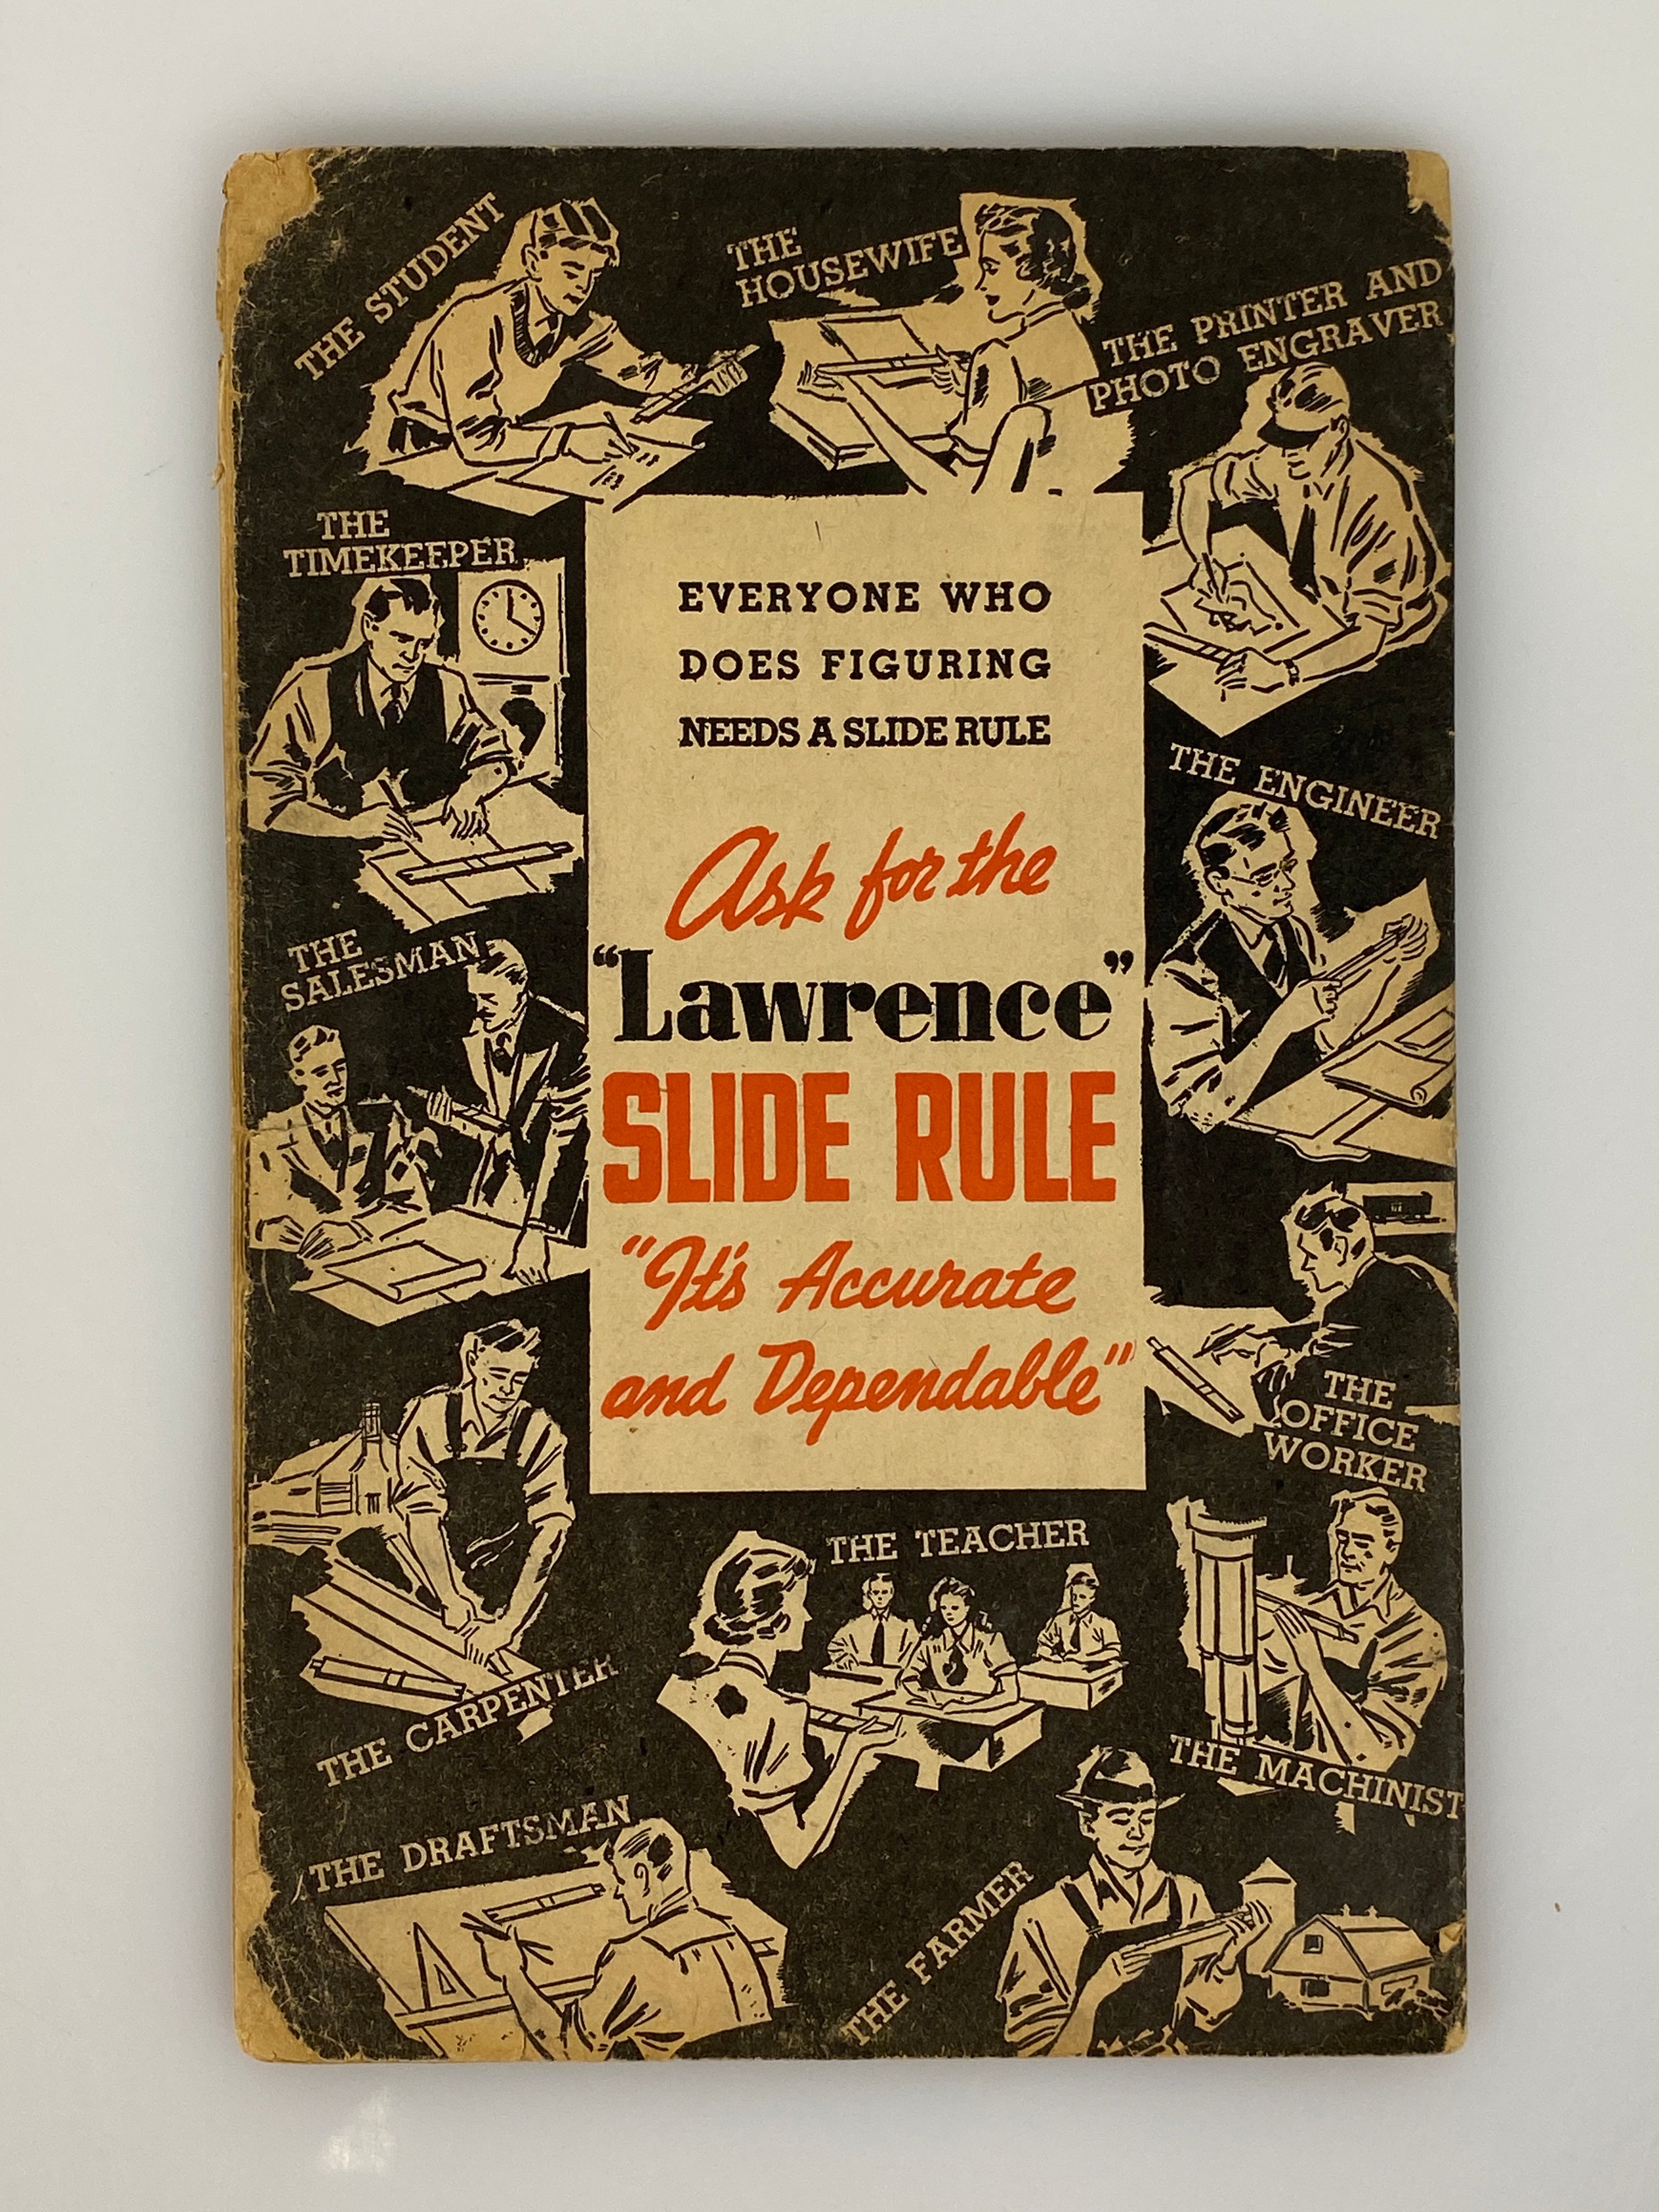 THE STUDENT
THE
HOUSEWIFE
THE PRINTER AND
PHOTO ENGRAVER
THE
TIMEKEEPER
EVERYONE WHO
DOES FIGURING
NEEDS A SLIDE RULE
THE ENGINEER
Ask for the
"Lawrence"
SLIDE RULE
"It's Accurate
and Dependable"
THE
SALESMAN
THE
OFFICE
WORKER
THE CARPENTER
THE TEACHER
THE MACHINIST
THE DRAFTSMAN
THE FARMER